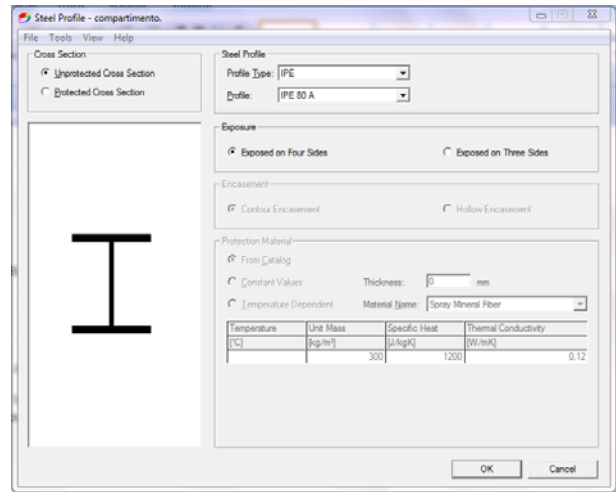 Steel Profile - compartimento.
File Tools View Help
Cross Section
Unprotected Cross Section
Protected Cross Section
Steel Profile
Profile Type: IPE
Profile: IPE 80 A
Exposure
Exposed on Four Sides Exposed on Three Sides
Encasement
Contour Encasement Hollow Encasement
Protection Material
From Catalog
Constant Values Thickness: 0 mm
Temperature Dependent Material Name: Spray Mineral Fiber
Temperature Unit Mass Specific Heat Thermal Conductivity
[°C] [kg/m³] [J/kgK] [W/mK]
300 1200 0.12
OK Cancel